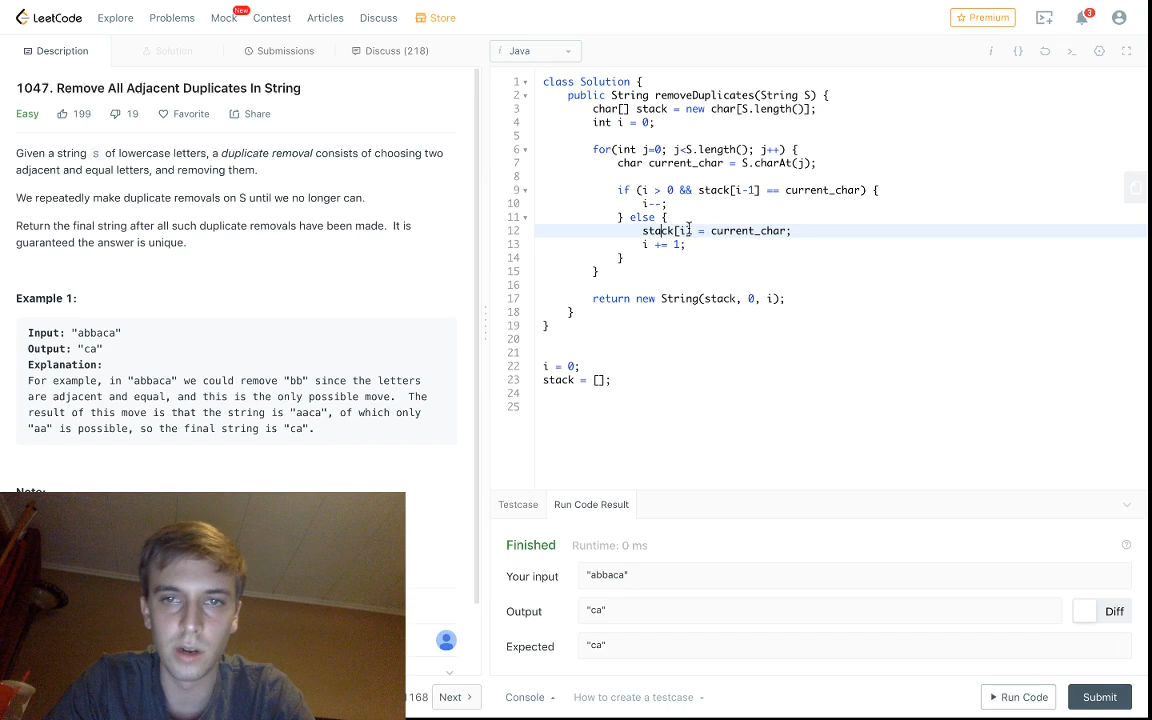 LeetCode
Explore
Problems
Mock
New
Contest
Articles
Discuss
Store
Premium
3
Description
Solution
Submissions
Discuss (218)
i Java
1047. Remove All Adjacent Duplicates In String
Easy
199
19
Favorite
Share
Given a string S of lowercase letters, a duplicate removal consists of choosing two
adjacent and equal letters, and removing them.
We repeatedly make duplicate removals on S until we no longer can.
Return the final string after all such duplicate removals have been made. It is
guaranteed the answer is unique.
Example 1:
Input: "abbaca"
Output: "ca"
Explanation:
For example, in "abbaca" we could remove "bb" since the letters
are adjacent and equal, and this is the only possible move. The
result of this move is that the string is "aaca", of which only
"aa" is possible, so the final string is "ca".
Note:
168
Next
1 class Solution {
2 public String removeDuplicates(String S) {
3 char[] stack = new char[S.length()];
4 int i = 0;
5
6 for(int j=0; j<S.length(); j++) {
7 char current_char = S.charAt(j);
8
9 if (i > 0 && stack[i-1] == current_char) {
10 i--;
11 } else {
12 stack[i] = current_char;
13 i += 1;
14 }
15 }
16
17 return new String(stack, 0, i);
18 }
19 }
20
21
22 i = 0;
23 stack = [];
24
25
Testcase
Run Code Result
Finished
Runtime: 0 ms
Your input
"abbaca"
Output
"ca"
Diff
Expected
"ca"
Console
How to create a testcase
Run Code
Submit